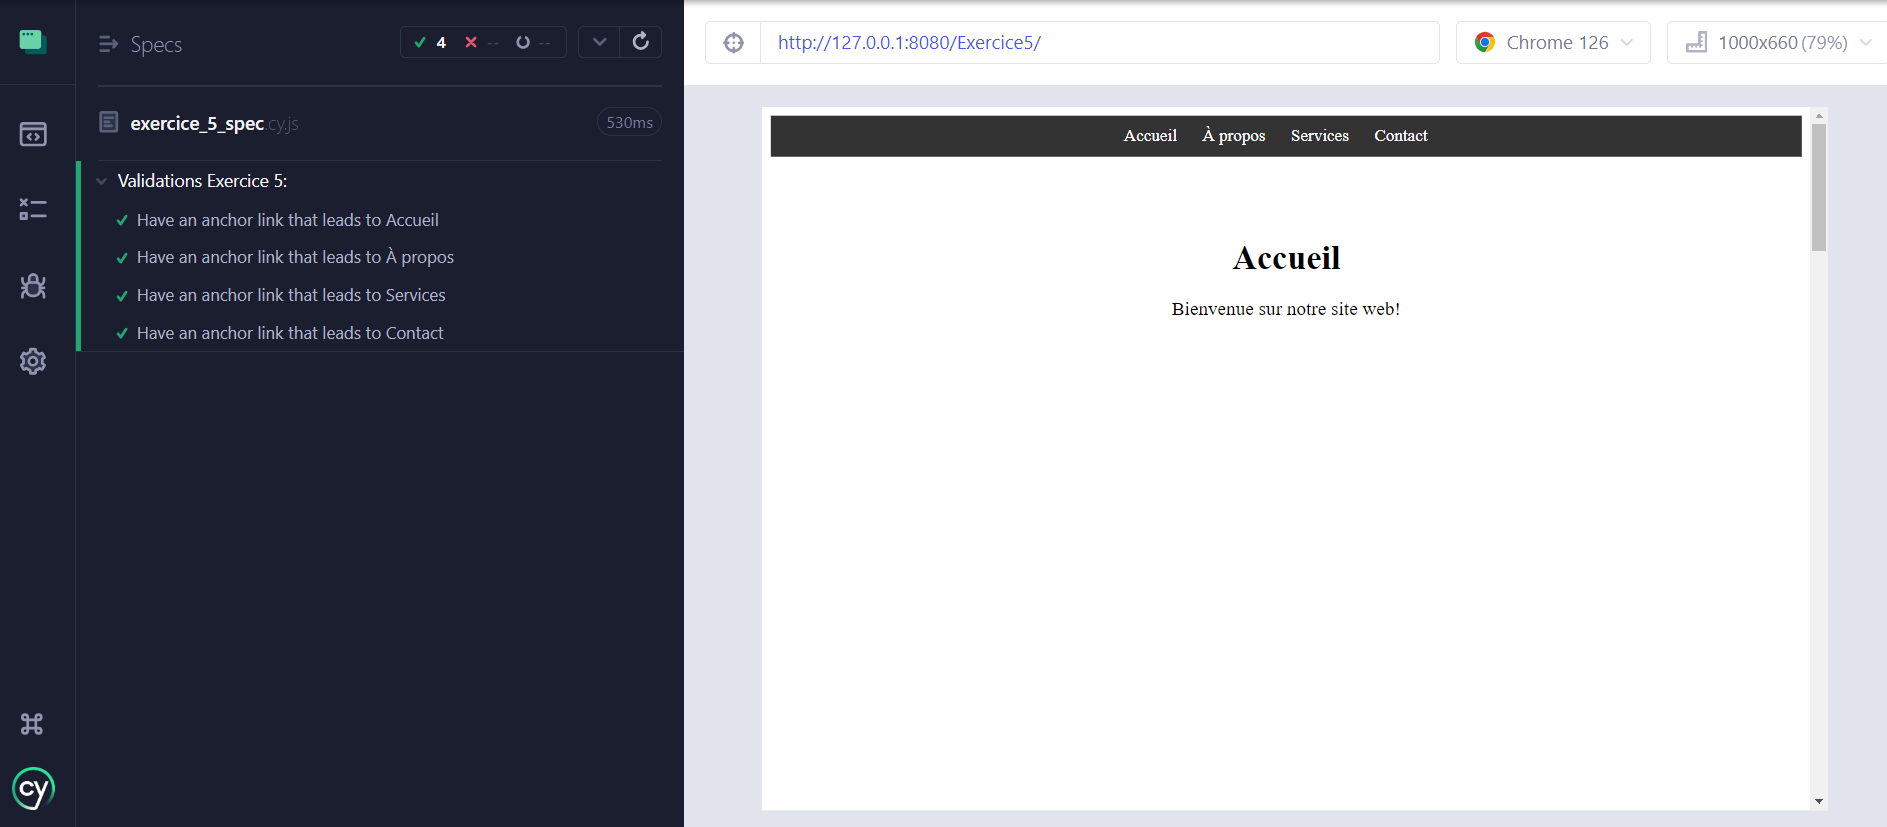 Specs
4 -- --
exercice_5_spec.cy.js
530ms
Validations Exercice 5:
Have an anchor link that leads to Accueil
Have an anchor link that leads to À propos
Have an anchor link that leads to Services
Have an anchor link that leads to Contact
cy
http://127.0.0.1:8080/Exercice5/
Chrome 126
1000x660 (79%)
Accueil À propos Services Contact
Accueil
Bienvenue sur notre site web!